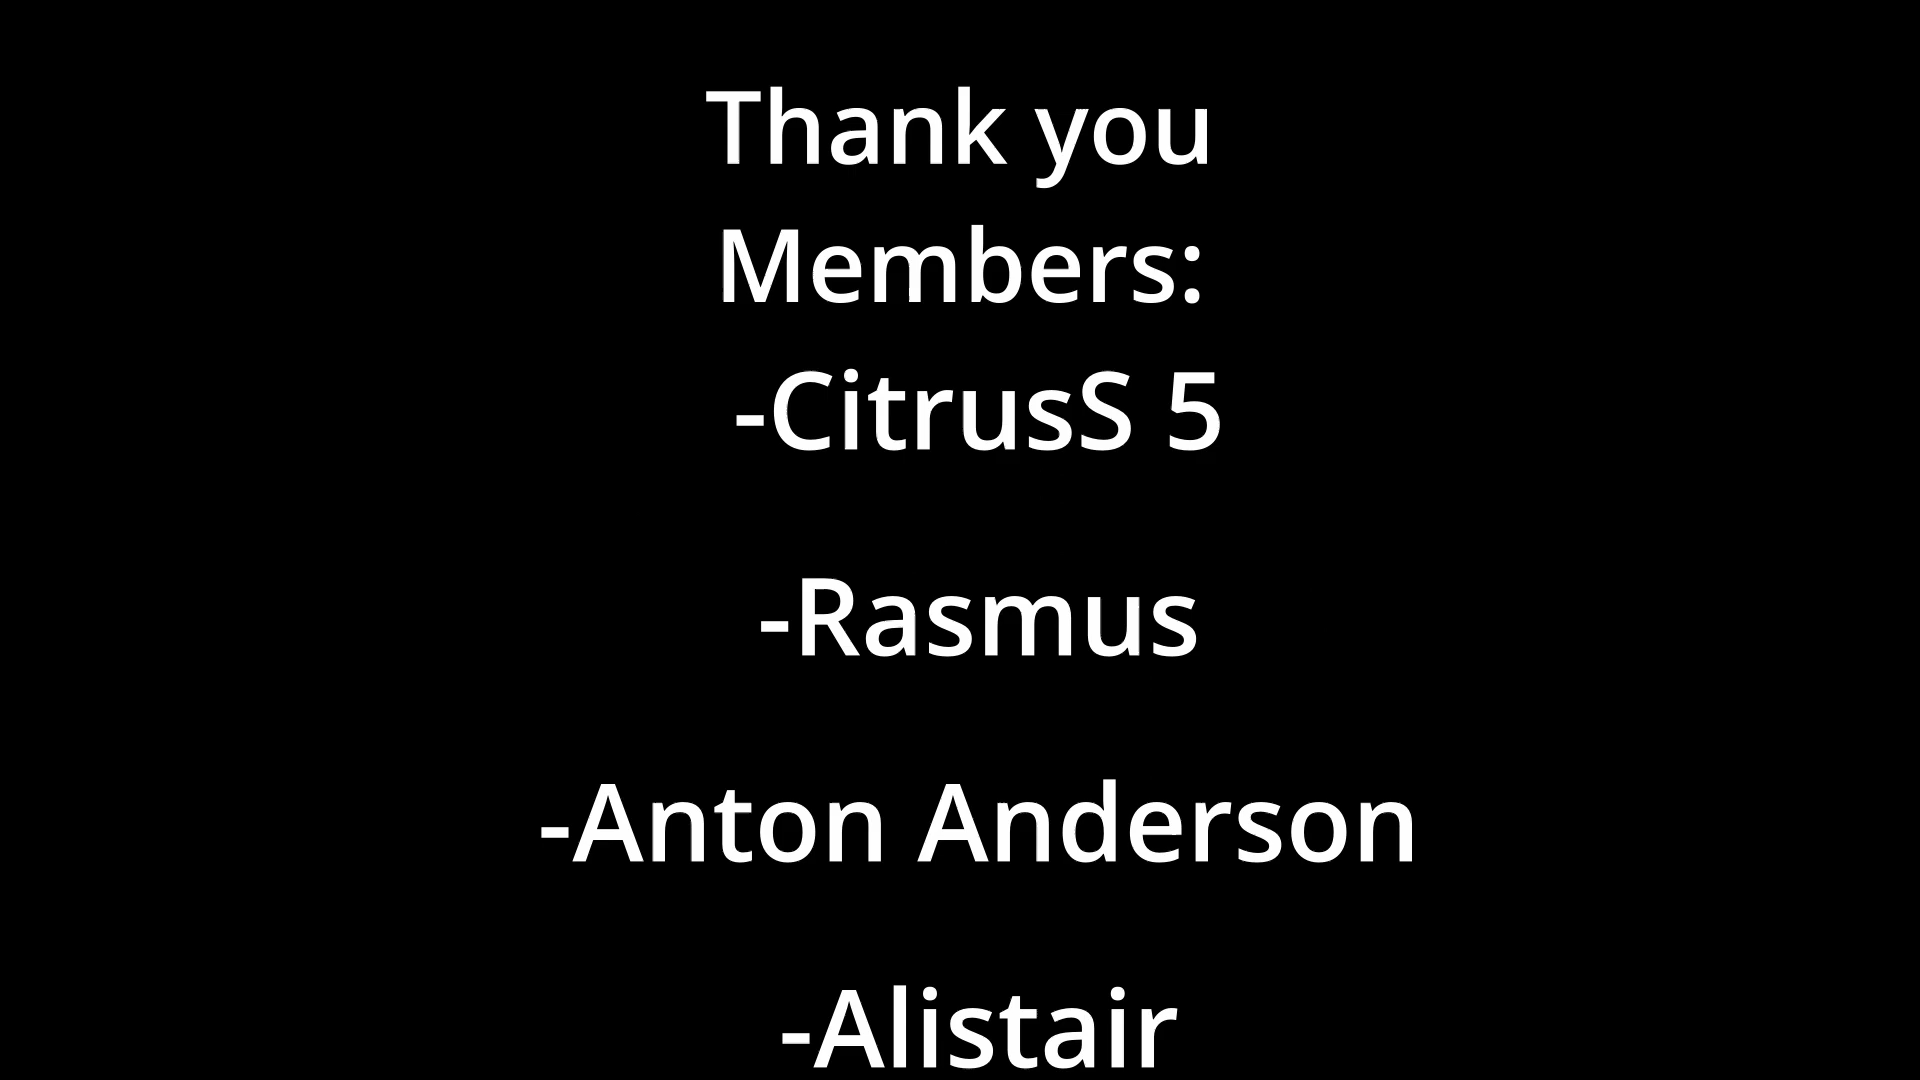 Thank you
Members:
-CitrusS 5
-Rasmus
-Anton Anderson
-Alistair